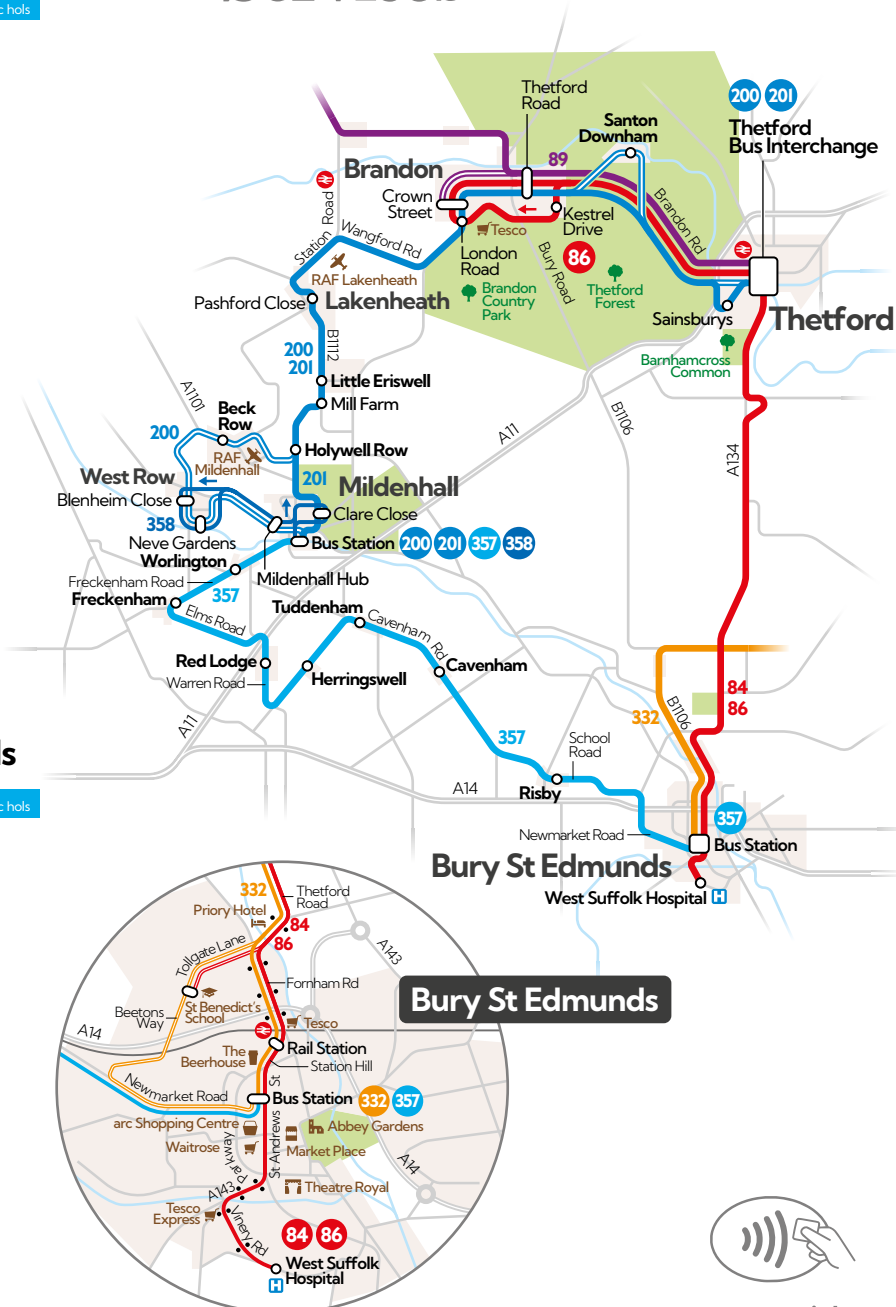 c hols
Thetford
Road
200 201
Thetford
Bus Interchange
Santon
Downham
89
Brandon
Crown
Street
Station Road
Wangford Rd
Tesco
Kestrel
Drive
Brandon Rd
London
Road
86
Bury Road
RAF Lakenheath
Brandon
Country
Park
Thetford
Forest
Pashford Close
Lakenheath
Sainsburys
Thetford
B1112
200
201
Barnhamcross
Common
Little Eriswell
Mill Farm
A1101
Beck
Row
200
A11
B1106
A134
RAF
Mildenhall
Holywell Row
West Row
201
Mildenhall
Blenheim Close
Clare Close
358
Neve Gardens
Bus Station 200 201 357 358
Worlington
Mildenhall Hub
Freckenham Road
357
Freckenham
Tuddenham
Elms Road
Cavenham Rd
Red Lodge
Warren Road
Herringswell
Cavenham
A11
84
86
332
B1106
357
School
Road
ls
A14
Risby
c hols
Newmarket Road
357
Bus Station
Bury St Edmunds
West Suffolk Hospital H
332
Thetford
Road
Priory Hotel
84
86
A143
Tollgate Lane
Fornham Rd
St Benedict's
School
Beetons
Way
Bury St Edmunds
A14
Tesco
The
Beerhouse
Rail Station
Station Hill
Newmarket Road
Bus Station 332 357
arc Shopping Centre
Abbey Gardens
Waitrose
Market Place
Parkway
St Andrews St
A14
A143
Theatre Royal
Tesco
Express
Vinery Rd
84 86
West Suffolk
Hospital
H